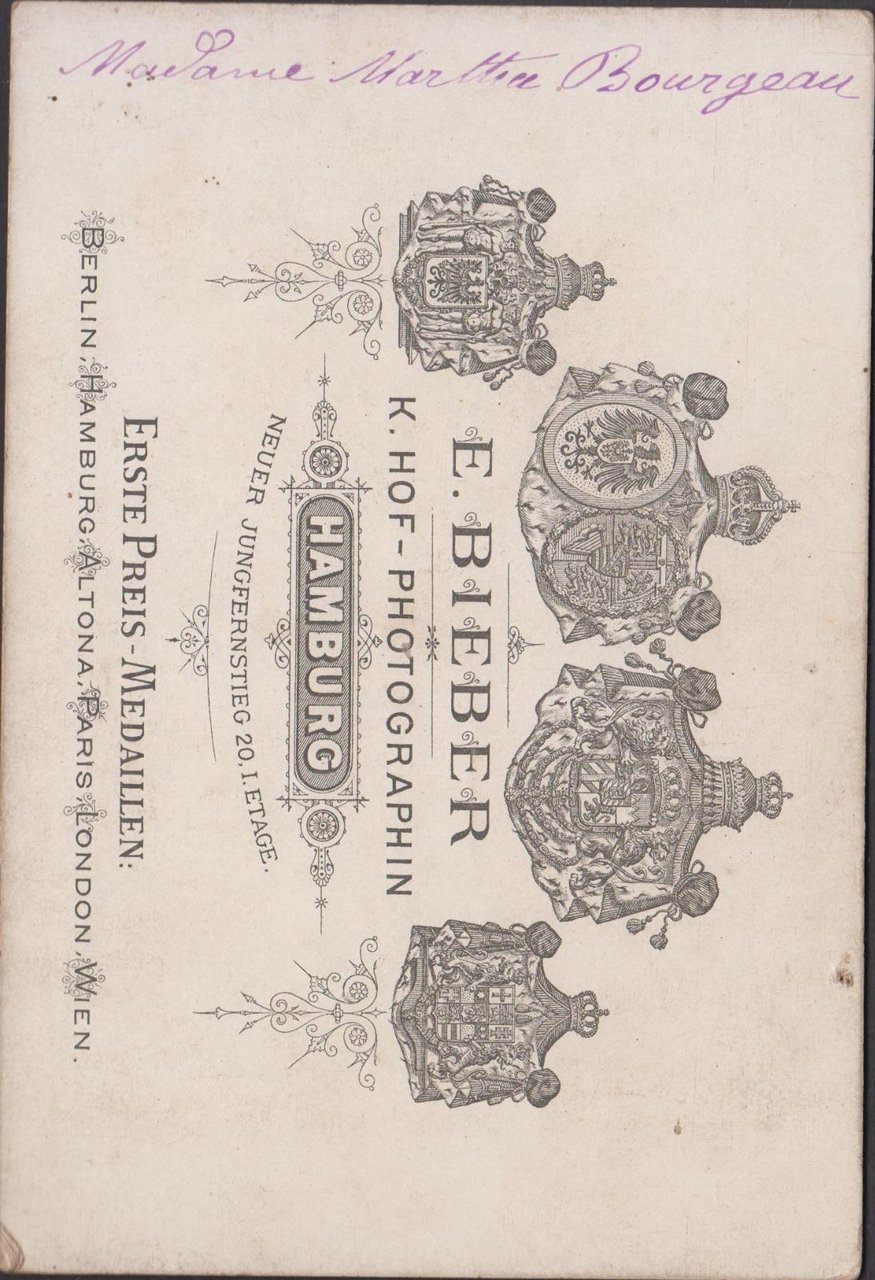 Madame Martha Bourgeau
E. BIEBER
K. HOF-PHOTOGRAPHIN
HAMBURG
NEUER JUNGFERNSTIEG 20, I. ETAGE.
ERSTE PREIS-MEDAILLEN:
BERLIN, HAMBURG, ALTONA, PARIS, LONDON, WIEN.